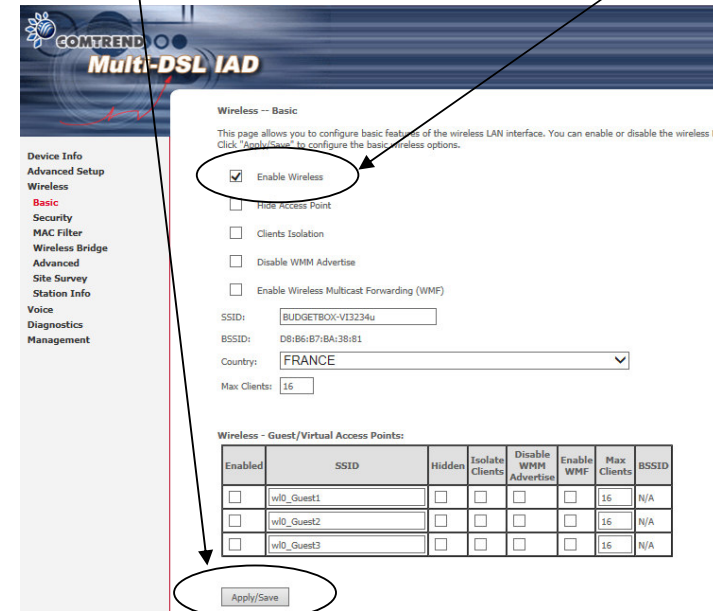 COMTREND
Multi-DSL IAD
Device Info
Advanced Setup
Wireless
Basic
Security
MAC Filter
Wireless Bridge
Advanced
Site Survey
Station Info
Voice
Diagnostics
Management
Wireless -- Basic
This page allows you to configure basic features of the wireless LAN interface. You can enable or disable the wireless
Click "Apply/Save" to configure the basic wireless options.
Enable Wireless
Hide Access Point
Clients Isolation
Disable WMM Advertise
Enable Wireless Multicast Forwarding (WMF)
SSID: BUDGETBOX-VI3234u
BSSID: D8:B6:B7:BA:38:81
Country: FRANCE
Max Clients: 16
Wireless - Guest/Virtual Access Points:
Enabled SSID Hidden Isolate Clients Disable WMM Advertise Enable WMF Max Clients BSSID
wl0_Guest1 16 N/A
wl0_Guest2 16 N/A
wl0_Guest3 16 N/A
Apply/Save